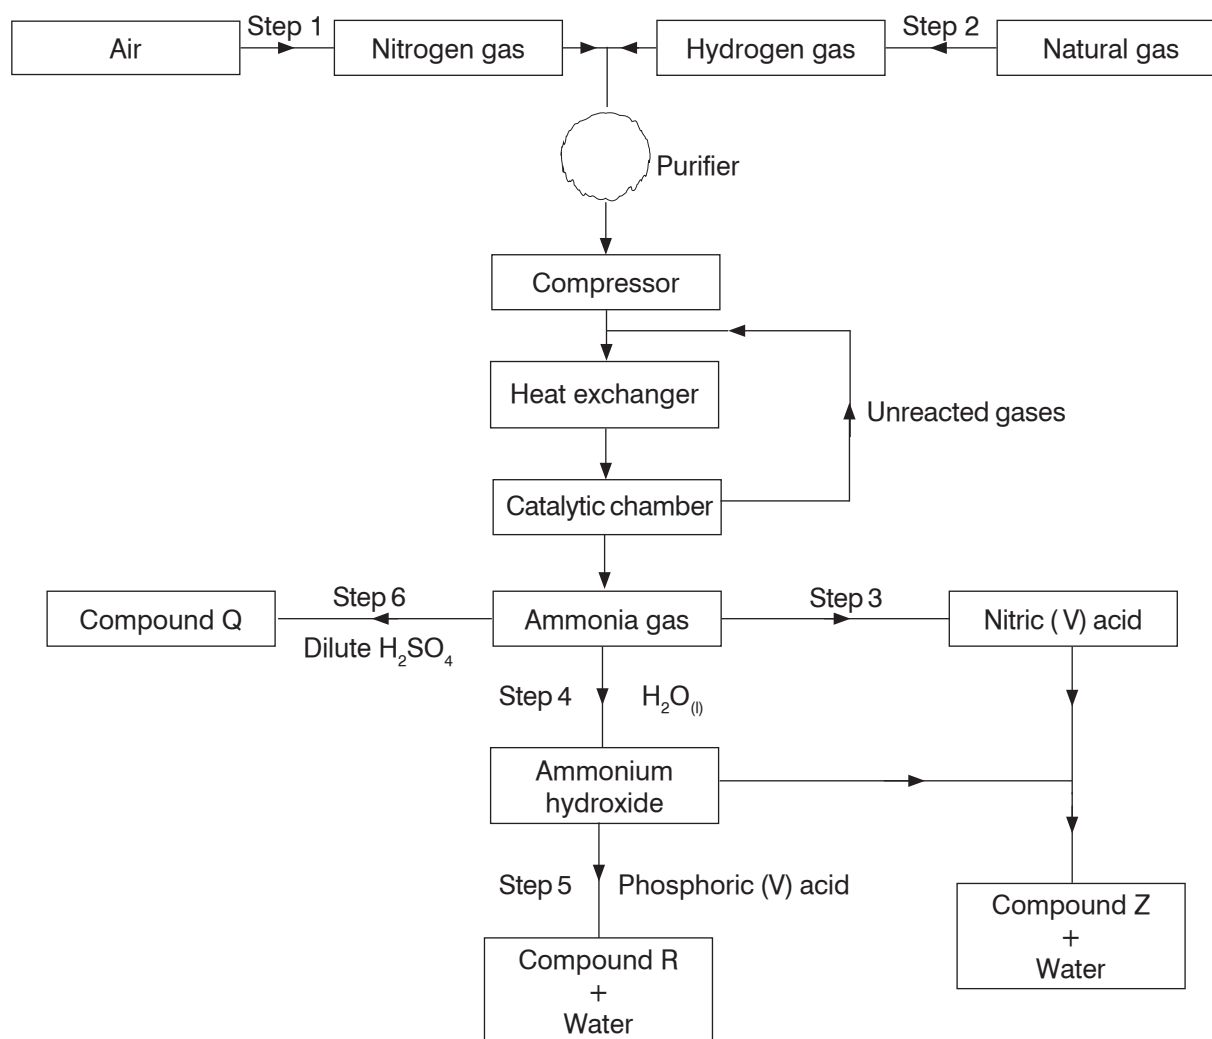 Step 1
Step 2
Air
Nitrogen gas
Hydrogen gas
Natural gas
Purifier
Compressor
Heat exchanger
Unreacted gases
Catalytic chamber
Step 6
Step 3
Compound Q
Ammonia gas
Nitric ( V) acid
Dilute H₂SO₄
Step 4
H₂O₍l₎
Ammonium
hydroxide
Step 5
Phosphoric (V) acid
Compound Z
+
Water
Compound R
+
Water